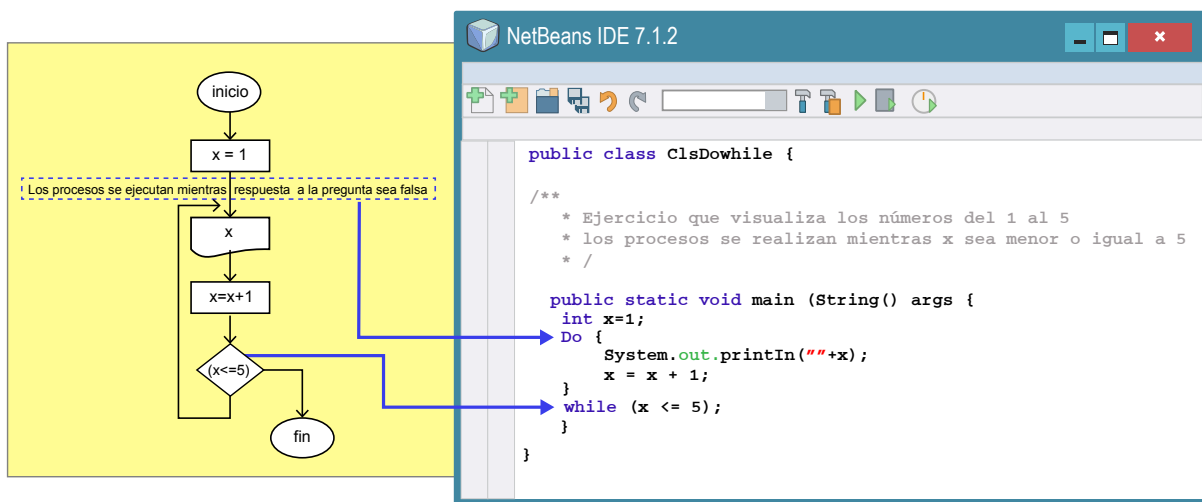 NetBeans IDE 7.1.2
inicio
x = 1
Los procesos se ejecutan mientras respuesta a la pregunta sea falsa
x
x=x+1
(x<=5)
fin
public class ClsDowhile {
/**
* Ejercicio que visualiza los números del 1 al 5
* los procesos se realizan mientras x sea menor o igual a 5
* /
public static void main (String() args {
int x=1;
Do {
System.out.printIn(""+x);
x = x + 1;
}
while (x <= 5);
}
}